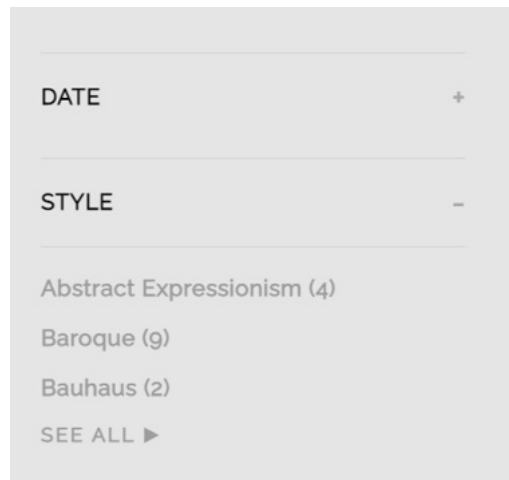 DATE +
STYLE –
Abstract Expressionism (4)
Baroque (9)
Bauhaus (2)
SEE ALL ▶